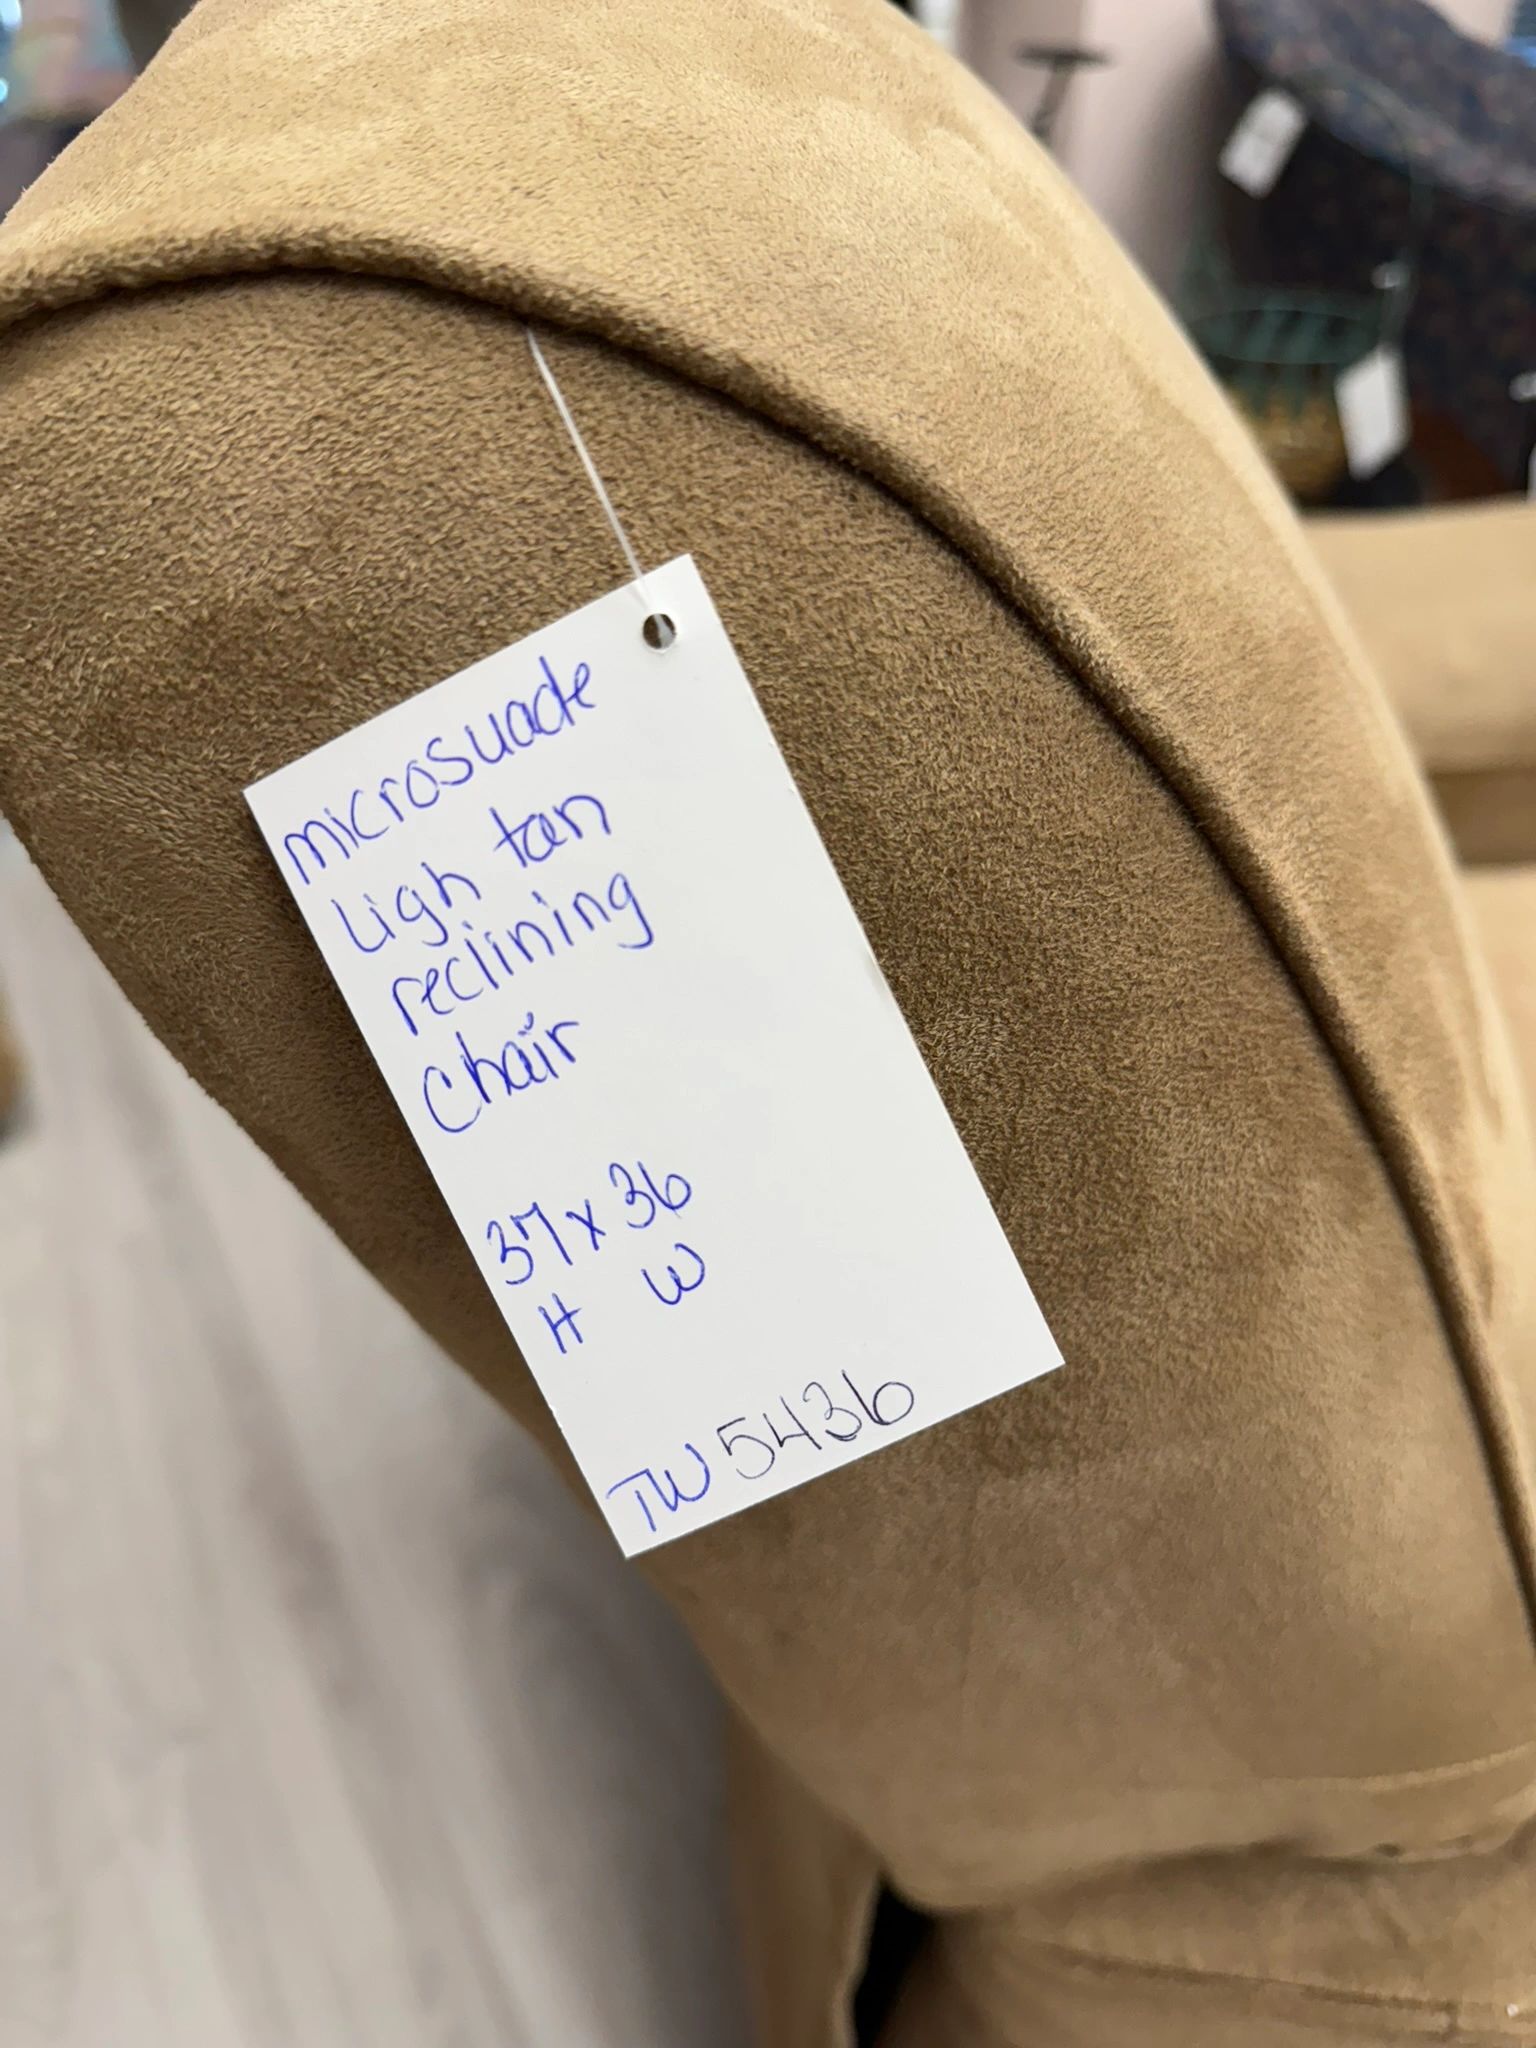 microsuade
Ligh tan
reclining
Chair
37 x 36
H W
TW 5436